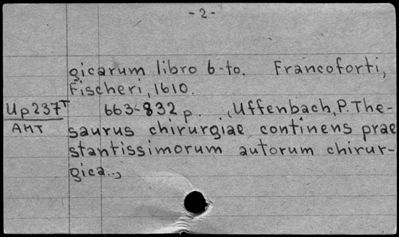 - 2 -
gicarum libro 6-to. Francoforti,
Fischeri, 1610.
Up237T 663-832 p. ., Uffenbach, P. The-
AHT saurus chirurgiae continens prae
stantissimorum autorum chirur-
gica..,